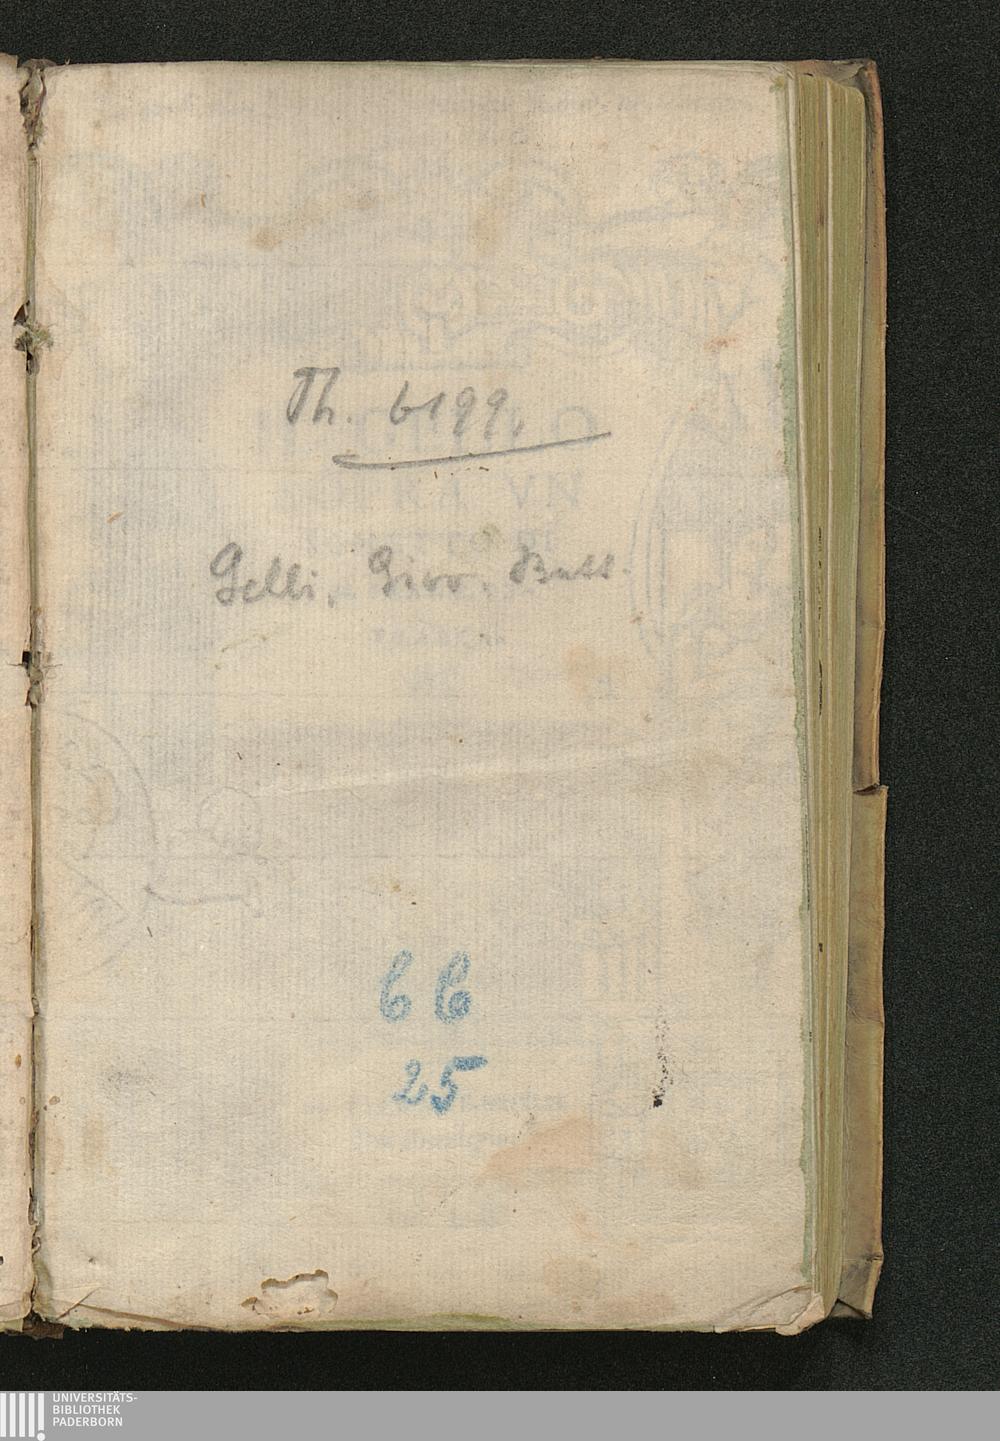 Th. 6199.
Gelli, Giov. Batt.
66
25
UNIVERSITÄTS-
BIBLIOTHEK
PADERBORN